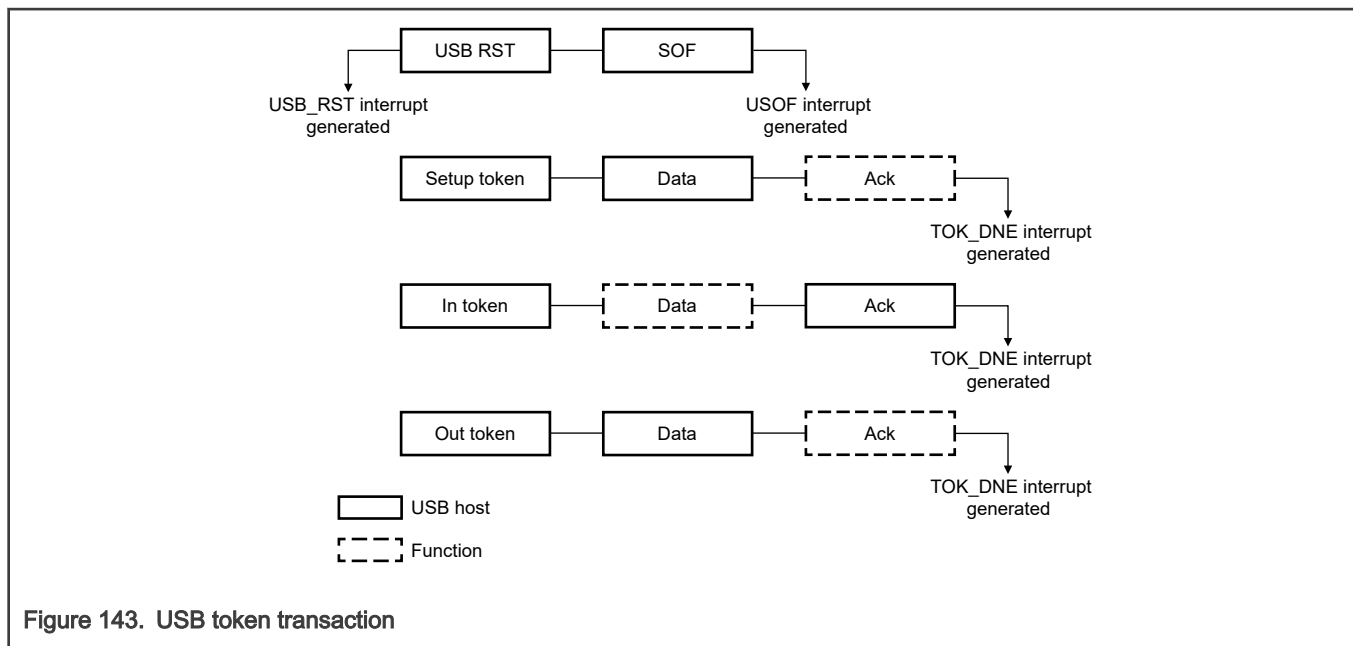 USB RST
SOF
USB_RST interrupt
generated
USOF interrupt
generated
Setup token
Data
Ack
TOK_DNE interrupt
generated
In token
Data
Ack
TOK_DNE interrupt
generated
Out token
Data
Ack
TOK_DNE interrupt
generated
USB host
Function
Figure 143. USB token transaction